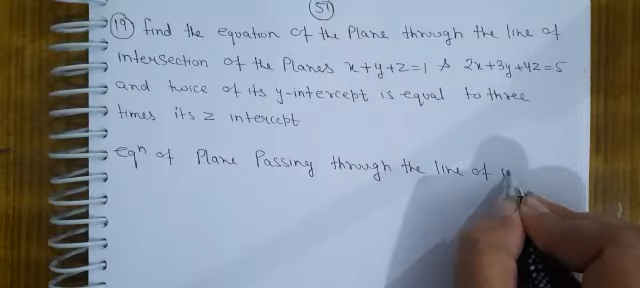 51
(19) find the equation of the Plane through the line of
intersection of the Planes x+y+z=1 & 2x+3y+4z=5
and twice of its y-intercept is equal to three
times its z intercept
eqⁿ of Plane Passing through the line of